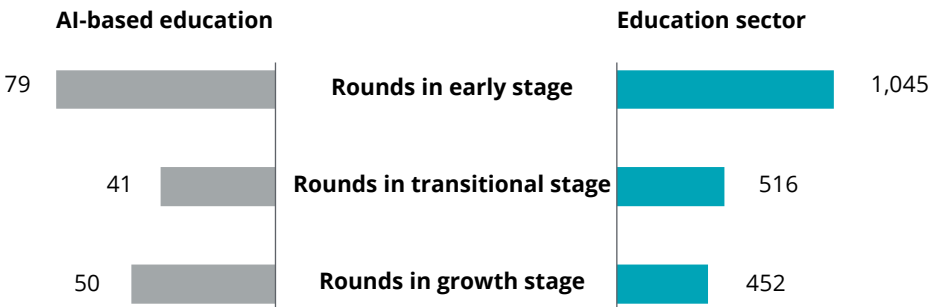 AI-based education
Education sector
79
Rounds in early stage
1,045
41
Rounds in transitional stage
516
50
Rounds in growth stage
452